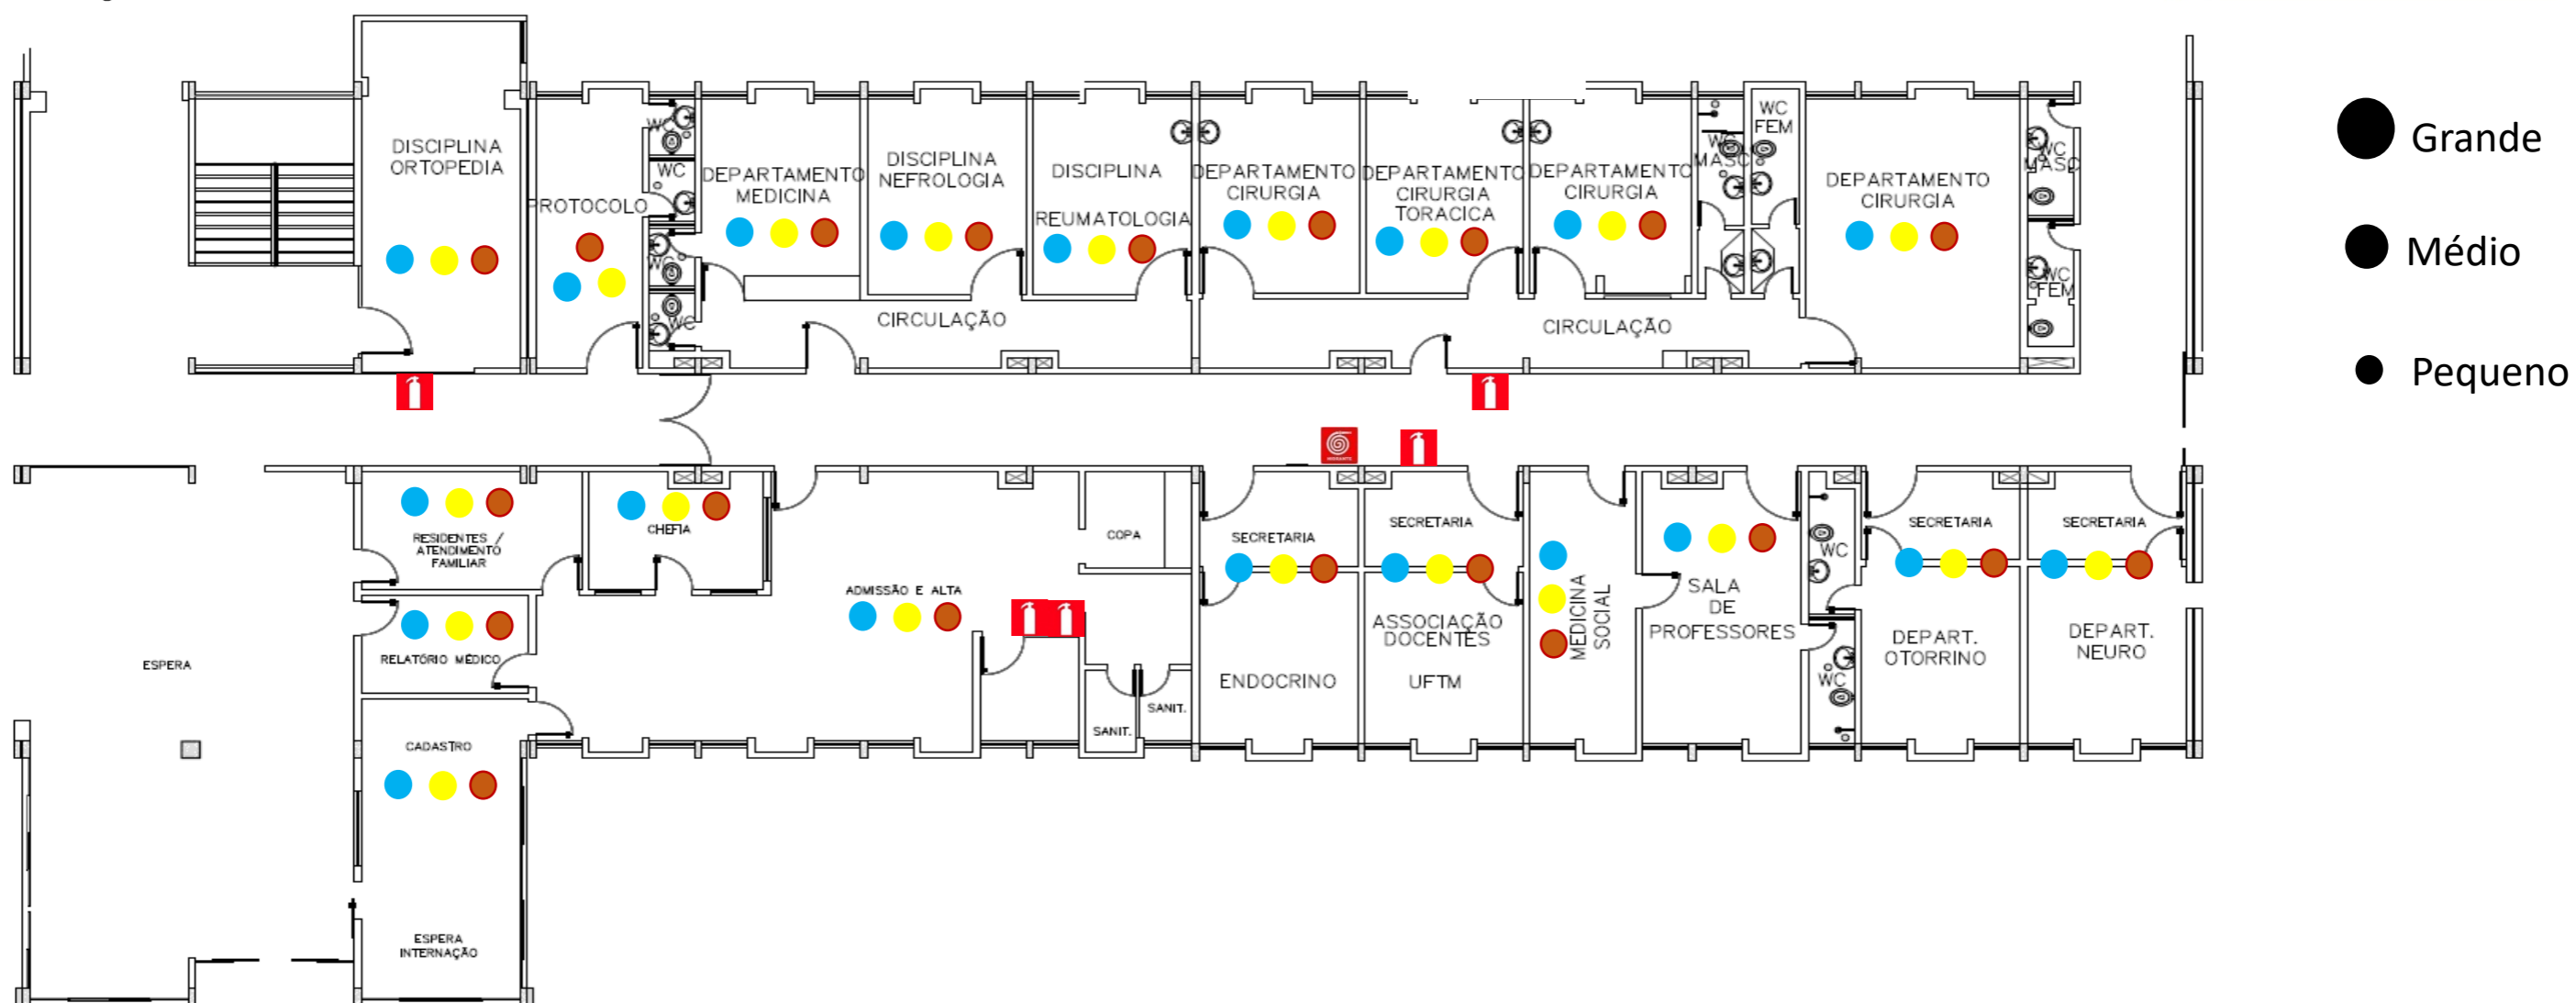 DISCIPLINA
ORTOPEDIA
PROTOCOLO
WC
WC
WC
WC
DEPARTAMENTO
MEDICINA
DISCIPLINA
NEFROLOGIA
DISCIPLINA
REUMATOLOGIA
DEPARTAMENTO
CIRURGIA
DEPARTAMENTO
CIRURGIA
TORACICA
DEPARTAMENTO
CIRURGIA
WC
MASC
WC
FEM
DEPARTAMENTO
CIRURGIA
WC
MASC
WC
FEM
CIRCULAÇÃO
CIRCULAÇÃO
Grande
Médio
Pequeno
RESIDENTES /
ATENDIMENTO
FAMILIAR
CHEFIA
ADMISSÃO E ALTA
COPA
RELATÓRIO MÉDICO
ESPERA
CADASTRO
ESPERA
INTERNAÇÃO
SANIT.
SANIT.
SECRETARIA
ENDOCRINO
SECRETARIA
ASSOCIAÇÃO
DOCENTES
UFTM
MEDICINA
SOCIAL
SALA
DE
PROFESSORES
WC
WC
SECRETARIA
DEPART.
OTORRINO
SECRETARIA
DEPART.
NEURO